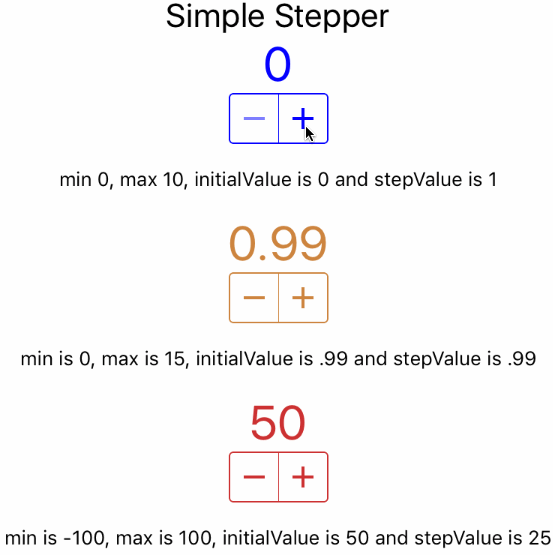 Simple Stepper
0
− +
min 0, max 10, initialValue is 0 and stepValue is 1
0.99
− +
min is 0, max is 15, initialValue is .99 and stepValue is .99
50
− +
min is -100, max is 100, initialValue is 50 and stepValue is 25